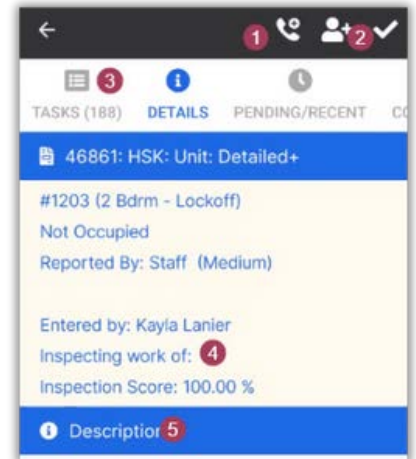 1 2
3
TASKS (188) DETAILS PENDING/RECENT
46861: HSK: Unit: Detailed+
#1203 (2 Bdrm - Lockoff)
Not Occupied
Reported By: Staff (Medium)
Entered by: Kayla Lanier
Inspecting work of: 4
Inspection Score: 100.00 %
Description 5